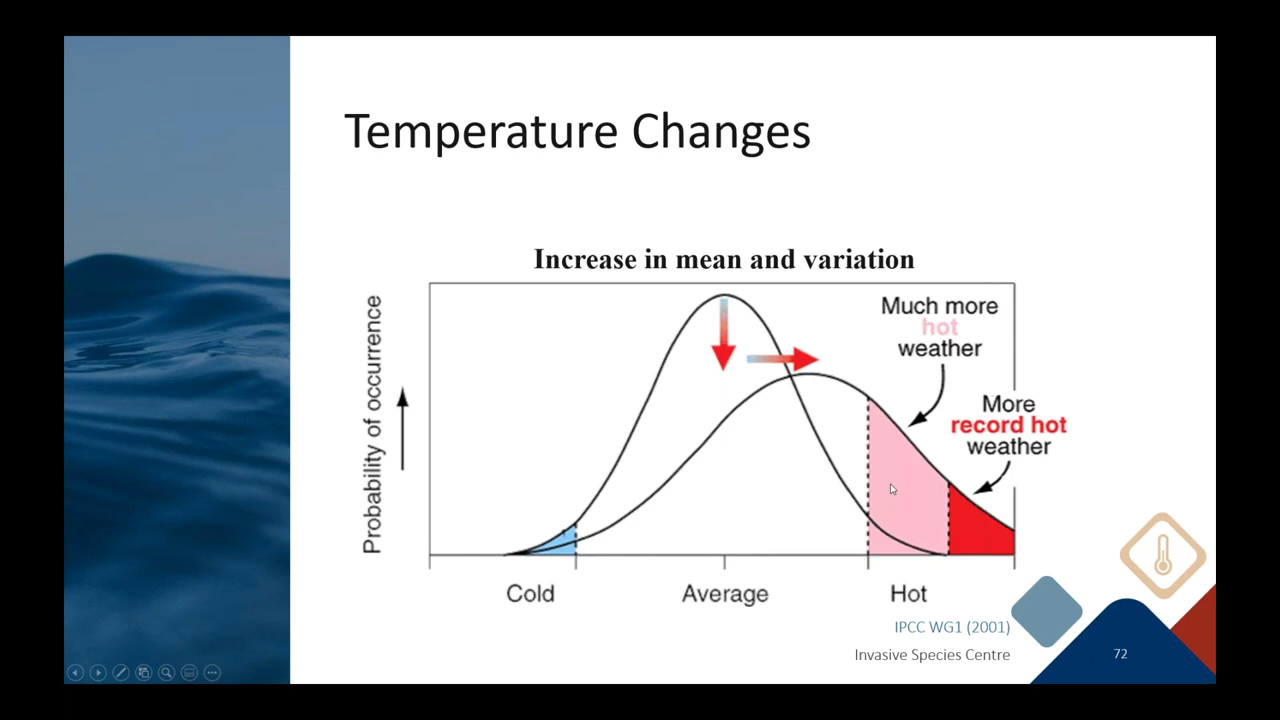 Temperature Changes
Increase in mean and variation
Probability of occurrence
Much more
hot
weather
More
record hot
weather
Cold
Average
Hot
IPCC WG1 (2001)
Invasive Species Centre
72